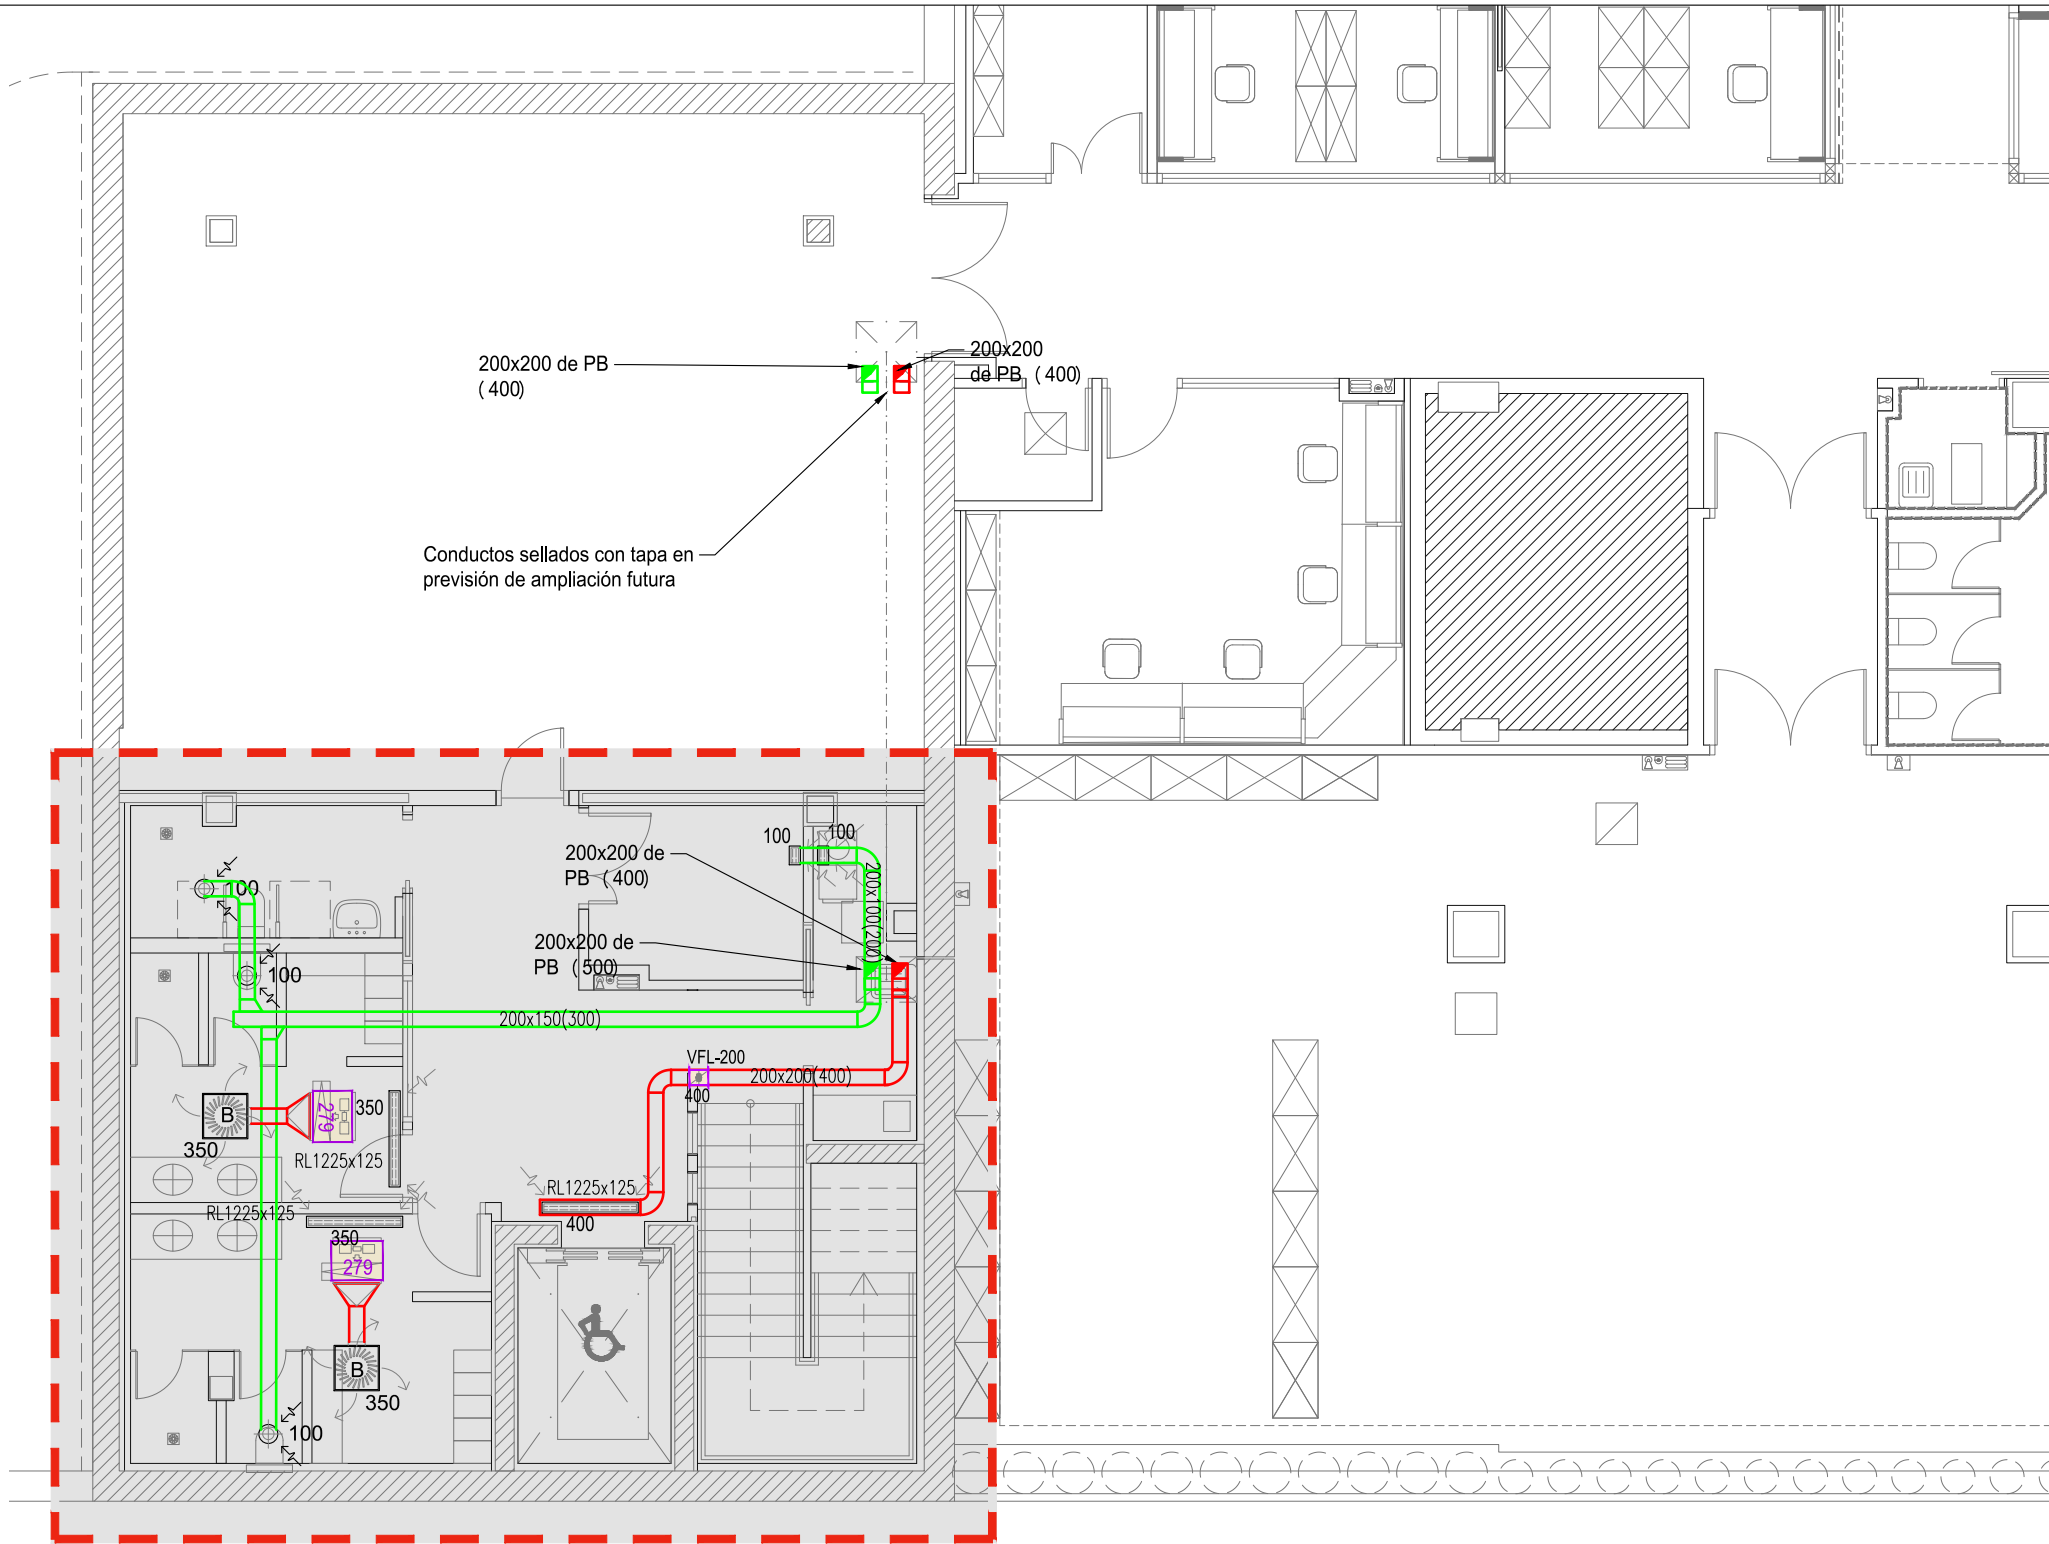 200x200 de PB
( 400)
200x200
de PB ( 400)
Conductos sellados con tapa en
previsión de ampliación futura
100
100
200x200 de
PB ( 400)
200x100(200)
100
200x200 de
PB ( 500)
100
200x150(300)
VFL-200
200x200(400)
400
B
279
350
350
RL1225x125
RL1225x125
400
RL1225x125
350
279
B
350
100